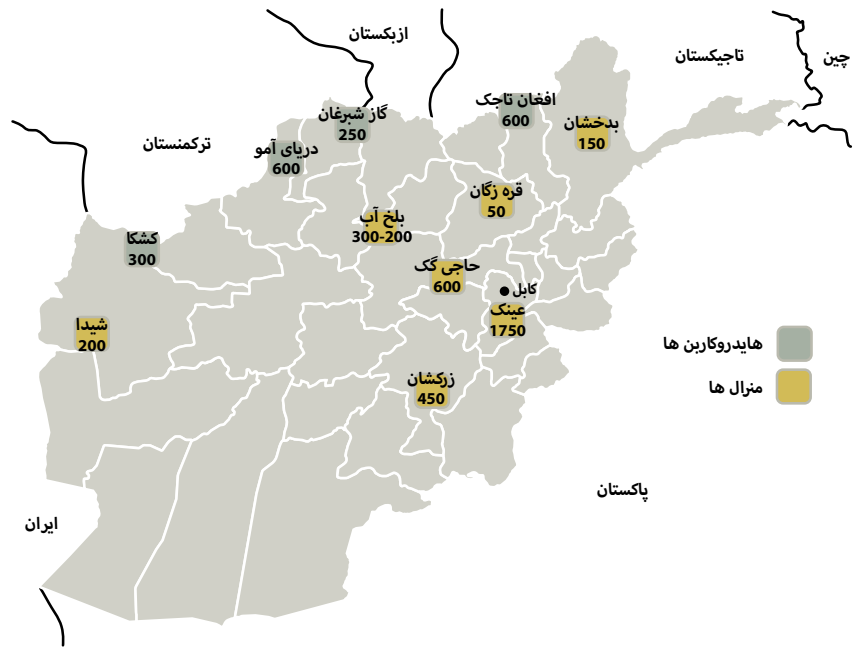 ازبکستان
تاجیکستان
چین
ترکمنستان
افغان تاجک
600
گاز شبرغان
250
بدخشان
150
دریای آمو
600
قره زگان
50
بلخ آب
300-200
کشکا
300
حاجی گک
600
کابل
عینک
1750
شیدا
200
زرکشان
450
هایدروکاربن ها
منرال ها
پاکستان
ایران